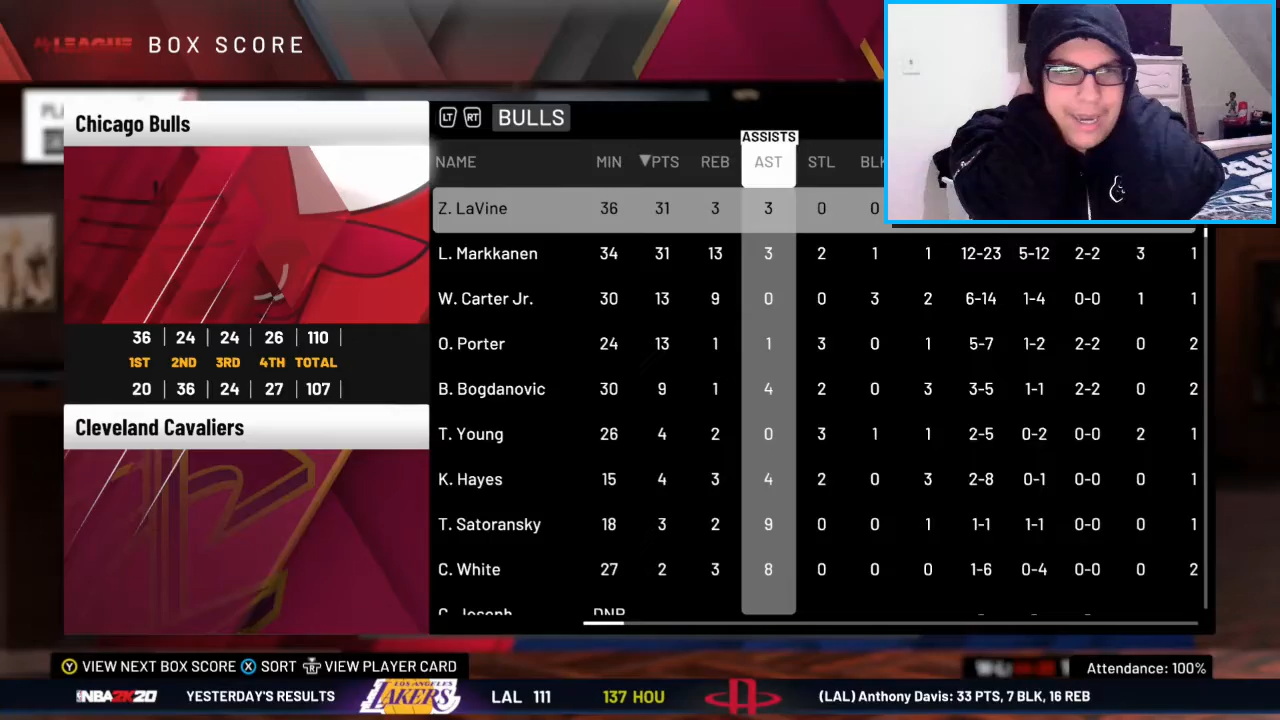 LEAGUE BOX SCORE
Chicago Bulls
36 | 24 | 24 | 26 | 110 |
1ST 2ND 3RD 4TH TOTAL
20 | 36 | 24 | 27 | 107 |
Cleveland Cavaliers
LT RT BULLS
ASSISTS
NAME MIN ▼PTS REB AST STL BLK
Z. LaVine 36 31 3 3 0 0
L. Markkanen 34 31 13 3 2 1 1 12-23 5-12 2-2 3 1
W. Carter Jr. 30 13 9 0 0 3 2 6-14 1-4 0-0 1 1
O. Porter 24 13 1 1 3 0 1 5-7 1-2 2-2 0 2
B. Bogdanovic 30 9 1 4 2 0 3 3-5 1-1 2-2 0 2
T. Young 26 4 2 0 3 1 1 2-5 0-2 0-0 2 1
K. Hayes 15 4 3 4 2 0 3 2-8 0-1 0-0 0 1
T. Satoransky 18 3 2 9 0 0 1 1-1 1-1 0-0 0 1
C. White 27 2 3 8 0 0 0 1-6 0-4 0-0 0 2
C. Joseph DNP - - -
Y VIEW NEXT BOX SCORE X SORT R VIEW PLAYER CARD
Attendance: 100%
NBA2K20 YESTERDAY'S RESULTS LOS ANGELES LAKERS LAL 111 137 HOU R (LAL) Anthony Davis: 33 PTS, 7 BLK, 16 REB